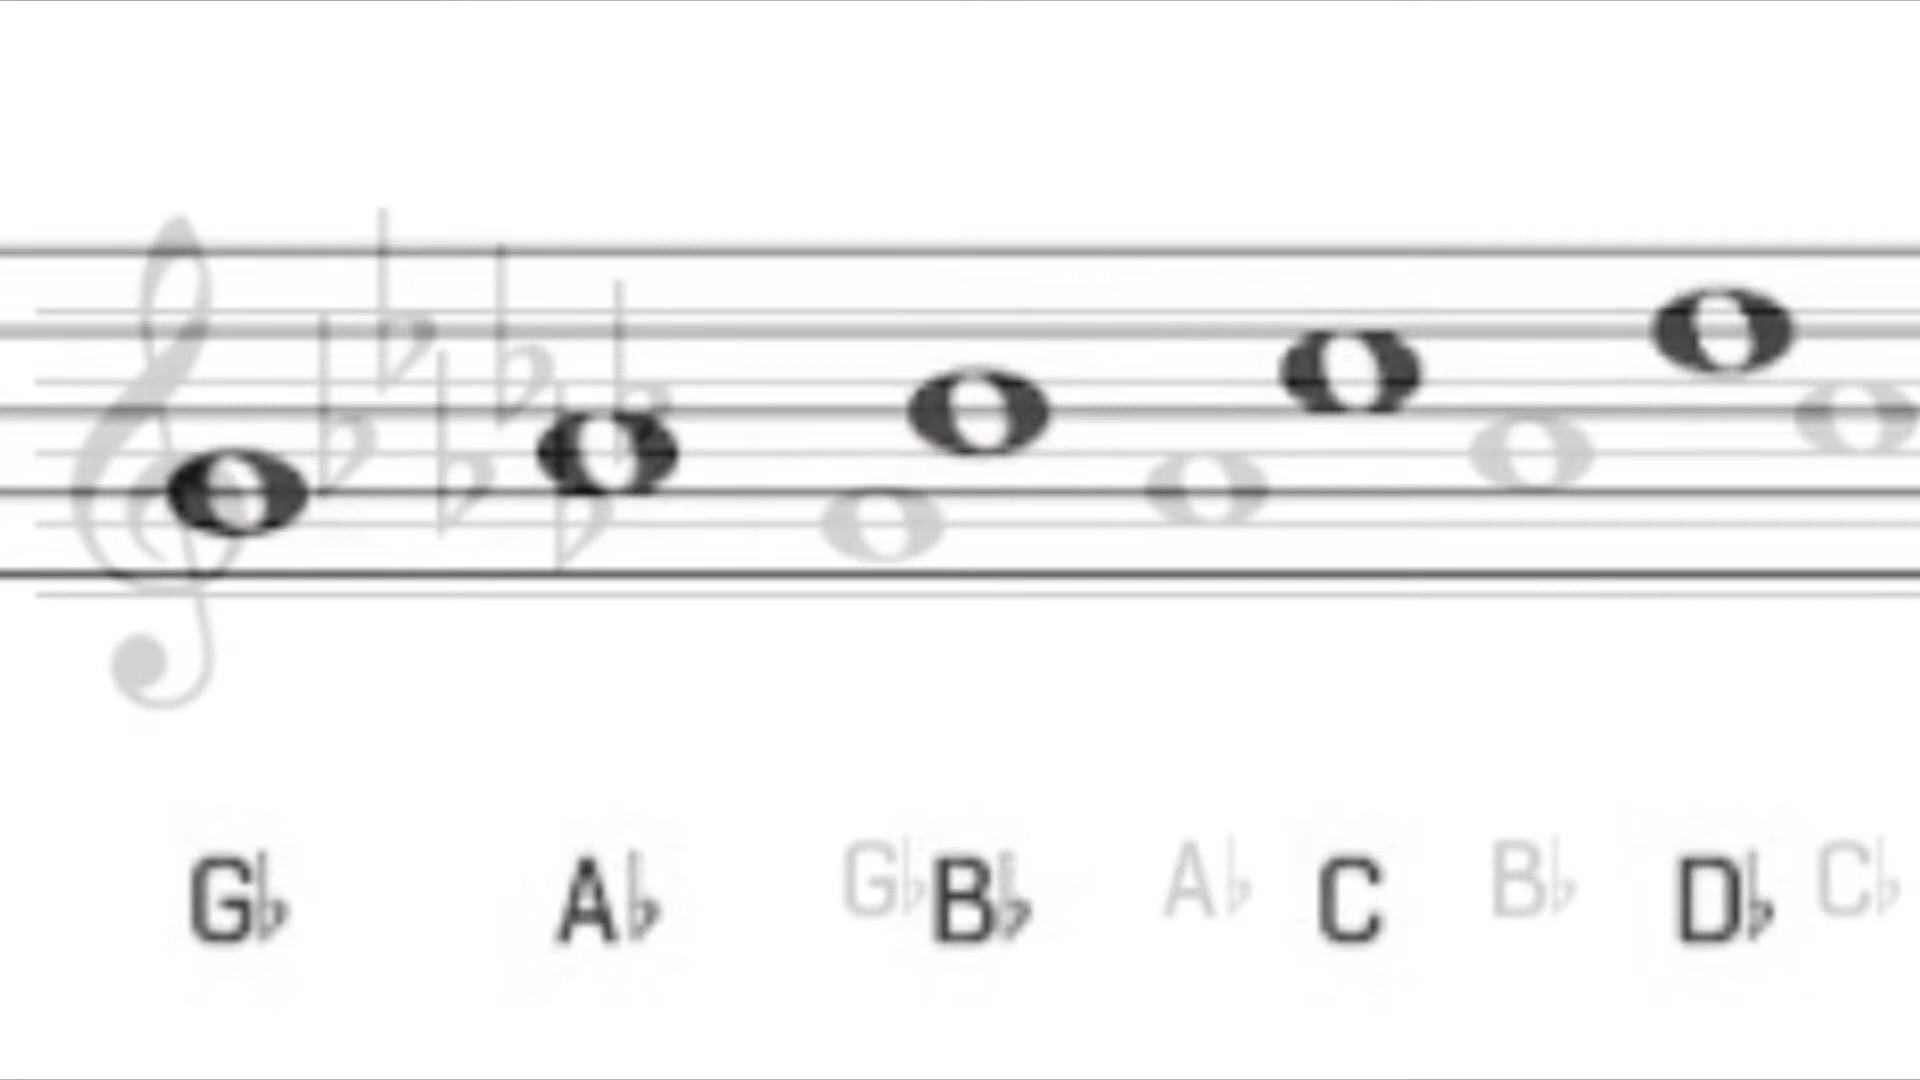 G♭ A♭ G♭ B♭ A♭ C B♭ D♭ C♭